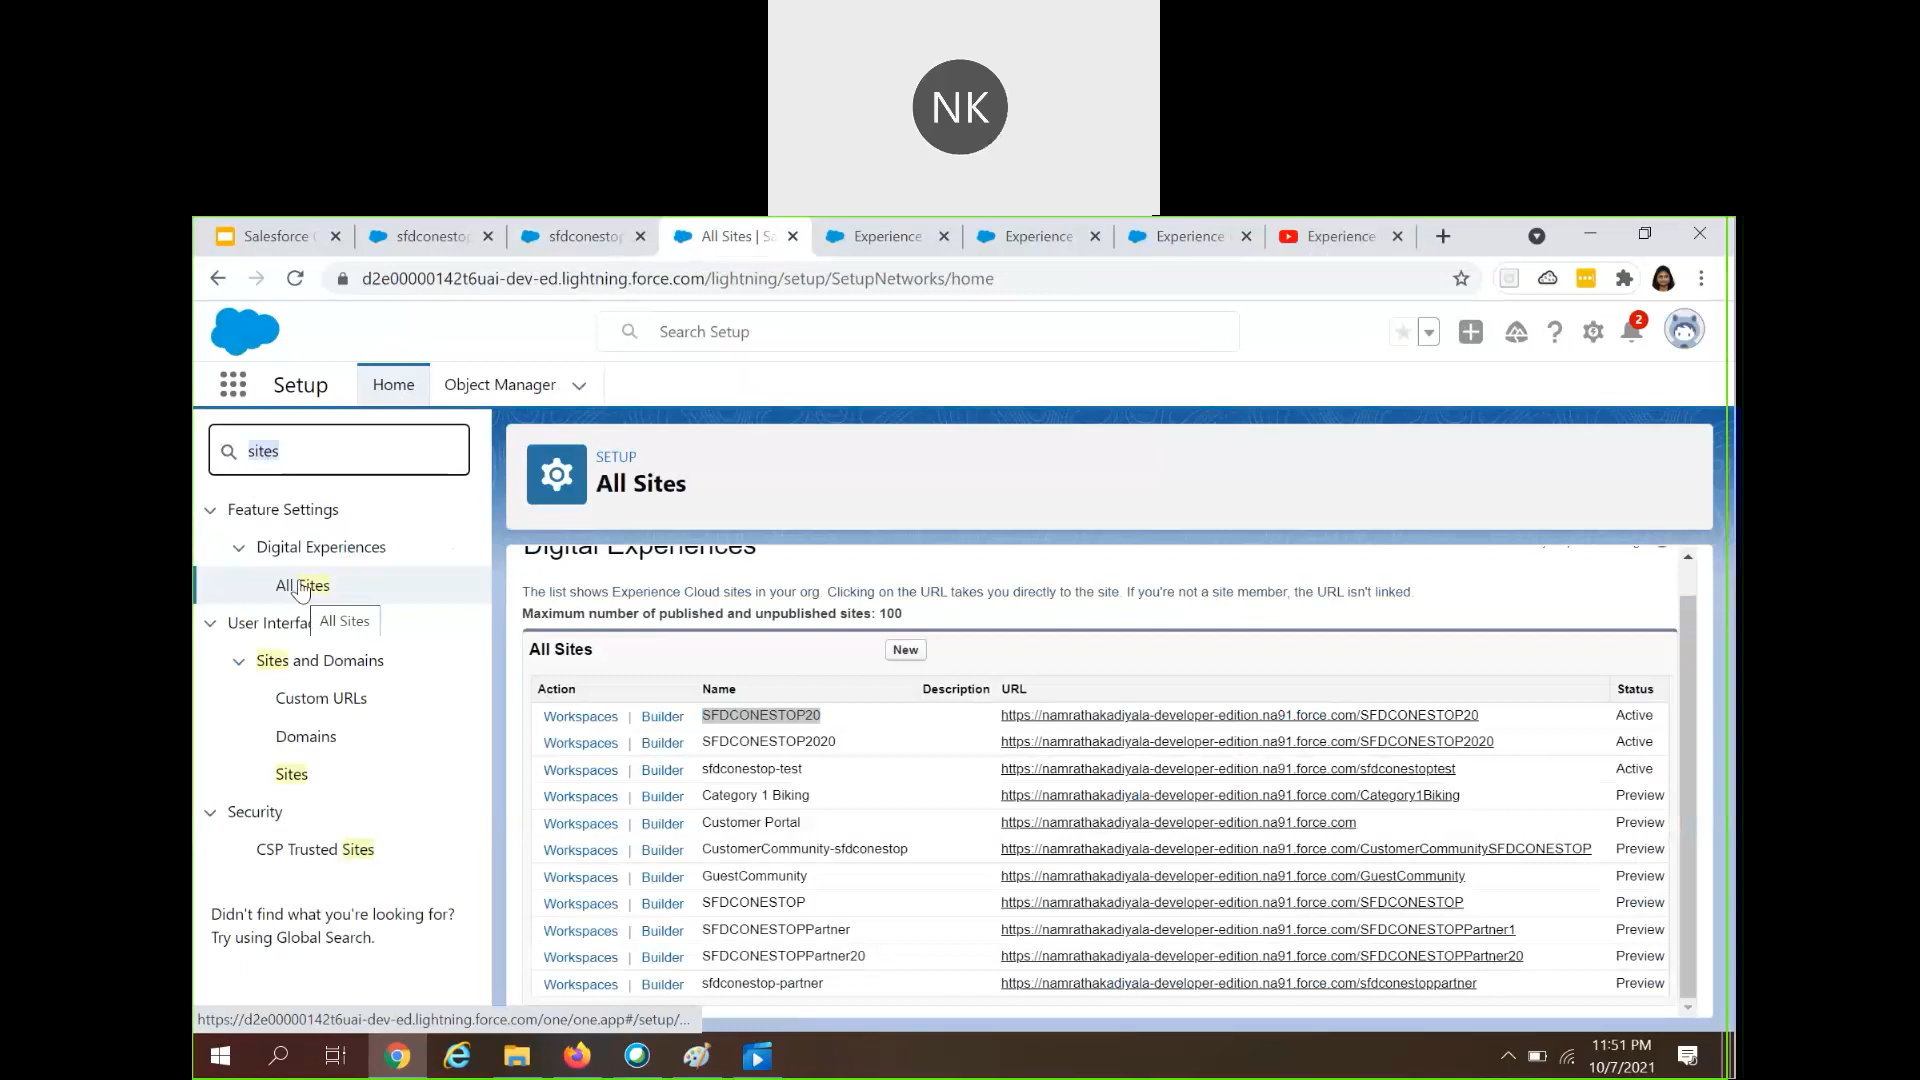 NK
Salesforce
sfdconestop
sfdconestop
All Sites | Sa
Experience
Experience
Experience
Experience
d2e00000142t6uai-dev-ed.lightning.force.com/lightning/setup/SetupNetworks/home
Search Setup
2
Setup
Home
Object Manager
sites
SETUP
All Sites
Feature Settings
Digital Experiences
All Sites
User Interfac
All Sites
Sites and Domains
Custom URLs
Domains
Sites
Security
CSP Trusted Sites
Didn't find what you're looking for?
Try using Global Search.
Digital Experiences
The list shows Experience Cloud sites in your org. Clicking on the URL takes you directly to the site. If you're not a site member, the URL isn't linked.
Maximum number of published and unpublished sites: 100
All Sites New
Action Name Description URL Status
Workspaces | Builder SFDCONESTOP20 https://namrathakadiyala-developer-edition.na91.force.com/SFDCONESTOP20 Active
Workspaces | Builder SFDCONESTOP2020 https://namrathakadiyala-developer-edition.na91.force.com/SFDCONESTOP2020 Active
Workspaces | Builder sfdconestop-test https://namrathakadiyala-developer-edition.na91.force.com/sfdconestoptest Active
Workspaces | Builder Category 1 Biking https://namrathakadiyala-developer-edition.na91.force.com/Category1Biking Preview
Workspaces | Builder Customer Portal https://namrathakadiyala-developer-edition.na91.force.com Preview
Workspaces | Builder CustomerCommunity-sfdconestop https://namrathakadiyala-developer-edition.na91.force.com/CustomerCommunitySFDCONESTOP Preview
Workspaces | Builder GuestCommunity https://namrathakadiyala-developer-edition.na91.force.com/GuestCommunity Preview
Workspaces | Builder SFDCONESTOP https://namrathakadiyala-developer-edition.na91.force.com/SFDCONESTOP Preview
Workspaces | Builder SFDCONESTOPPartner https://namrathakadiyala-developer-edition.na91.force.com/SFDCONESTOPPartner1 Preview
Workspaces | Builder SFDCONESTOPPartner20 https://namrathakadiyala-developer-edition.na91.force.com/SFDCONESTOPPartner20 Preview
Workspaces | Builder sfdconestop-partner https://namrathakadiyala-developer-edition.na91.force.com/sfdconestoppartner Preview
https://d2e00000142t6uai-dev-ed.lightning.force.com/one/one.app#/setup/...
11:51 PM
10/7/2021